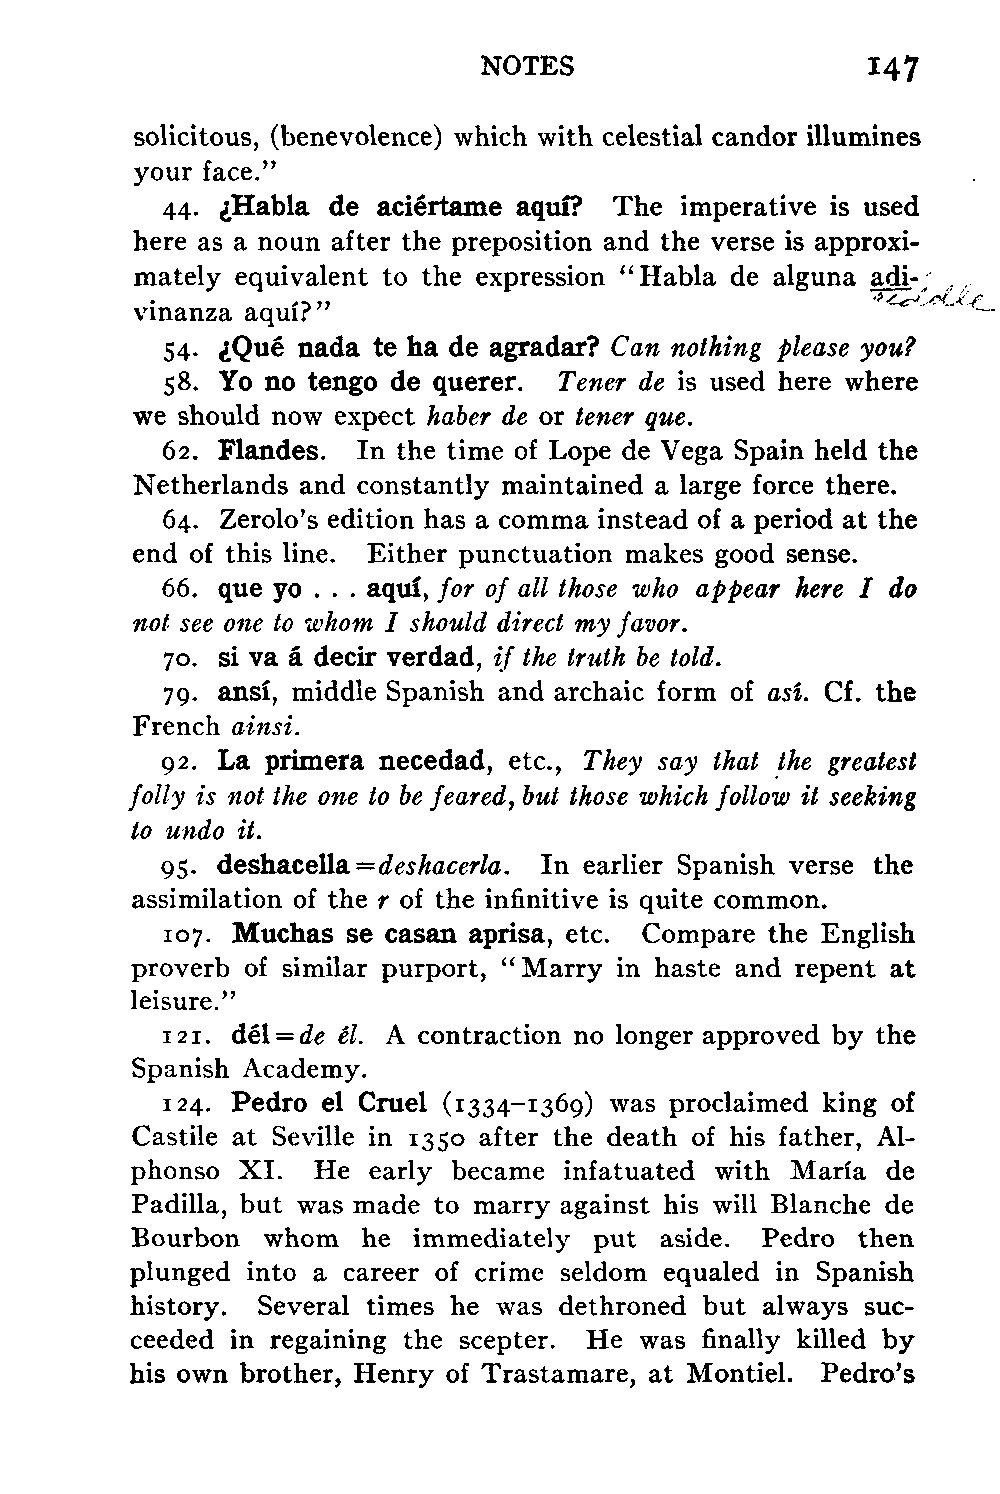 NOTES 147
solicitous, (benevolence) which with celestial candor illumines
your face."
44. ¿Habla de aciértame aquí? The imperative is used
here as a noun after the preposition and the verse is approxi-
mately equivalent to the expression "Habla de alguna adi-
riddle
vinanza aquí?"
54. ¿Qué nada te ha de agradar? Can nothing please you?
58. Yo no tengo de querer. Tener de is used here where
we should now expect haber de or tener que.
62. Flandes. In the time of Lope de Vega Spain held the
Netherlands and constantly maintained a large force there.
64. Zerolo's edition has a comma instead of a period at the
end of this line. Either punctuation makes good sense.
66. que yo . . . aquí, for of all those who appear here I do
not see one to whom I should direct my favor.
70. si va á decir verdad, if the truth be told.
79. ansí, middle Spanish and archaic form of así. Cf. the
French ainsi.
92. La primera necedad, etc., They say that the greatest
folly is not the one to be feared, but those which follow it seeking
to undo it.
95. deshacella=deshacerla. In earlier Spanish verse the
assimilation of the r of the infinitive is quite common.
107. Muchas se casan aprisa, etc. Compare the English
proverb of similar purport, "Marry in haste and repent at
leisure."
121. dél=de él. A contraction no longer approved by the
Spanish Academy.
124. Pedro el Cruel (1334–1369) was proclaimed king of
Castile at Seville in 1350 after the death of his father, Al-
phonso XI. He early became infatuated with María de
Padilla, but was made to marry against his will Blanche de
Bourbon whom he immediately put aside. Pedro then
plunged into a career of crime seldom equaled in Spanish
history. Several times he was dethroned but always suc-
ceeded in regaining the scepter. He was finally killed by
his own brother, Henry of Trastamare, at Montiel. Pedro's